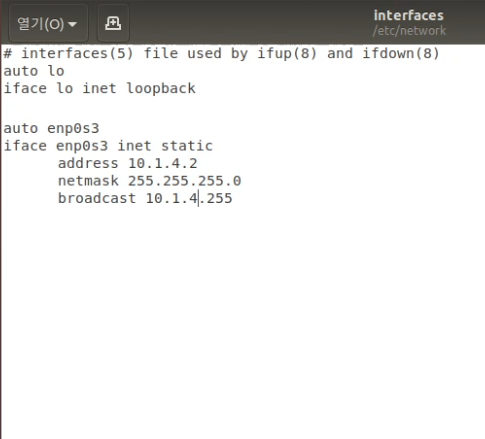 열기(O)
interfaces
/etc/network
# interfaces(5) file used by ifup(8) and ifdown(8)
auto lo
iface lo inet loopback
auto enp0s3
iface enp0s3 inet static
address 10.1.4.2
netmask 255.255.255.0
broadcast 10.1.4.255